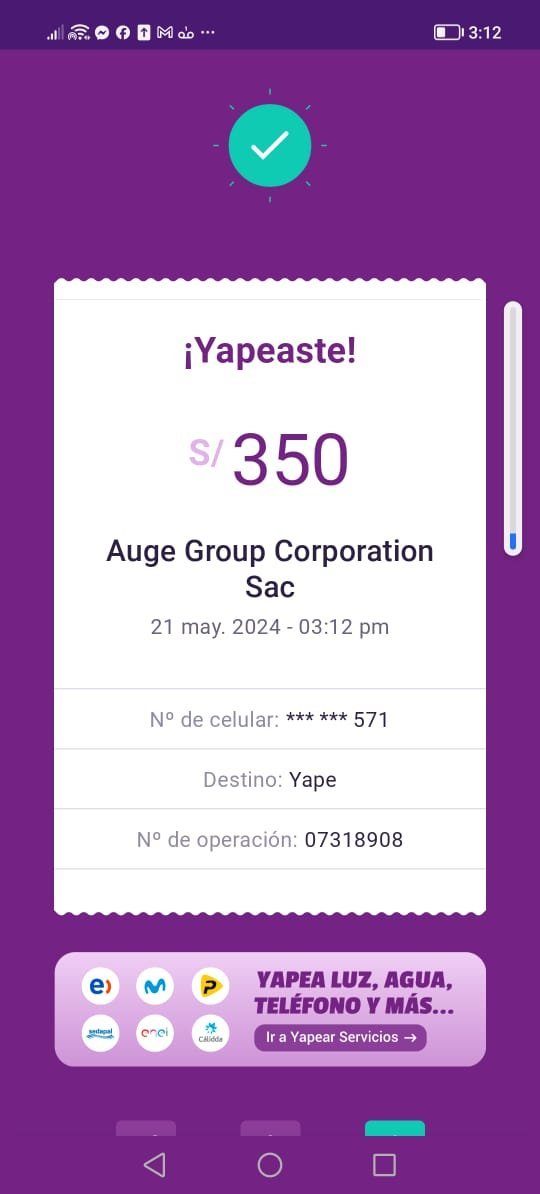 3:12
¡Yapeaste!
S/ 350
Auge Group Corporation
Sac
21 may. 2024 - 03:12 pm
Nº de celular: *** *** 571
Destino: Yape
Nº de operación: 07318908
YAPEA LUZ, AGUA,
TELÉFONO Y MÁS...
Ir a Yapear Servicios →
e)
P
sedapal
enel
Cálidda